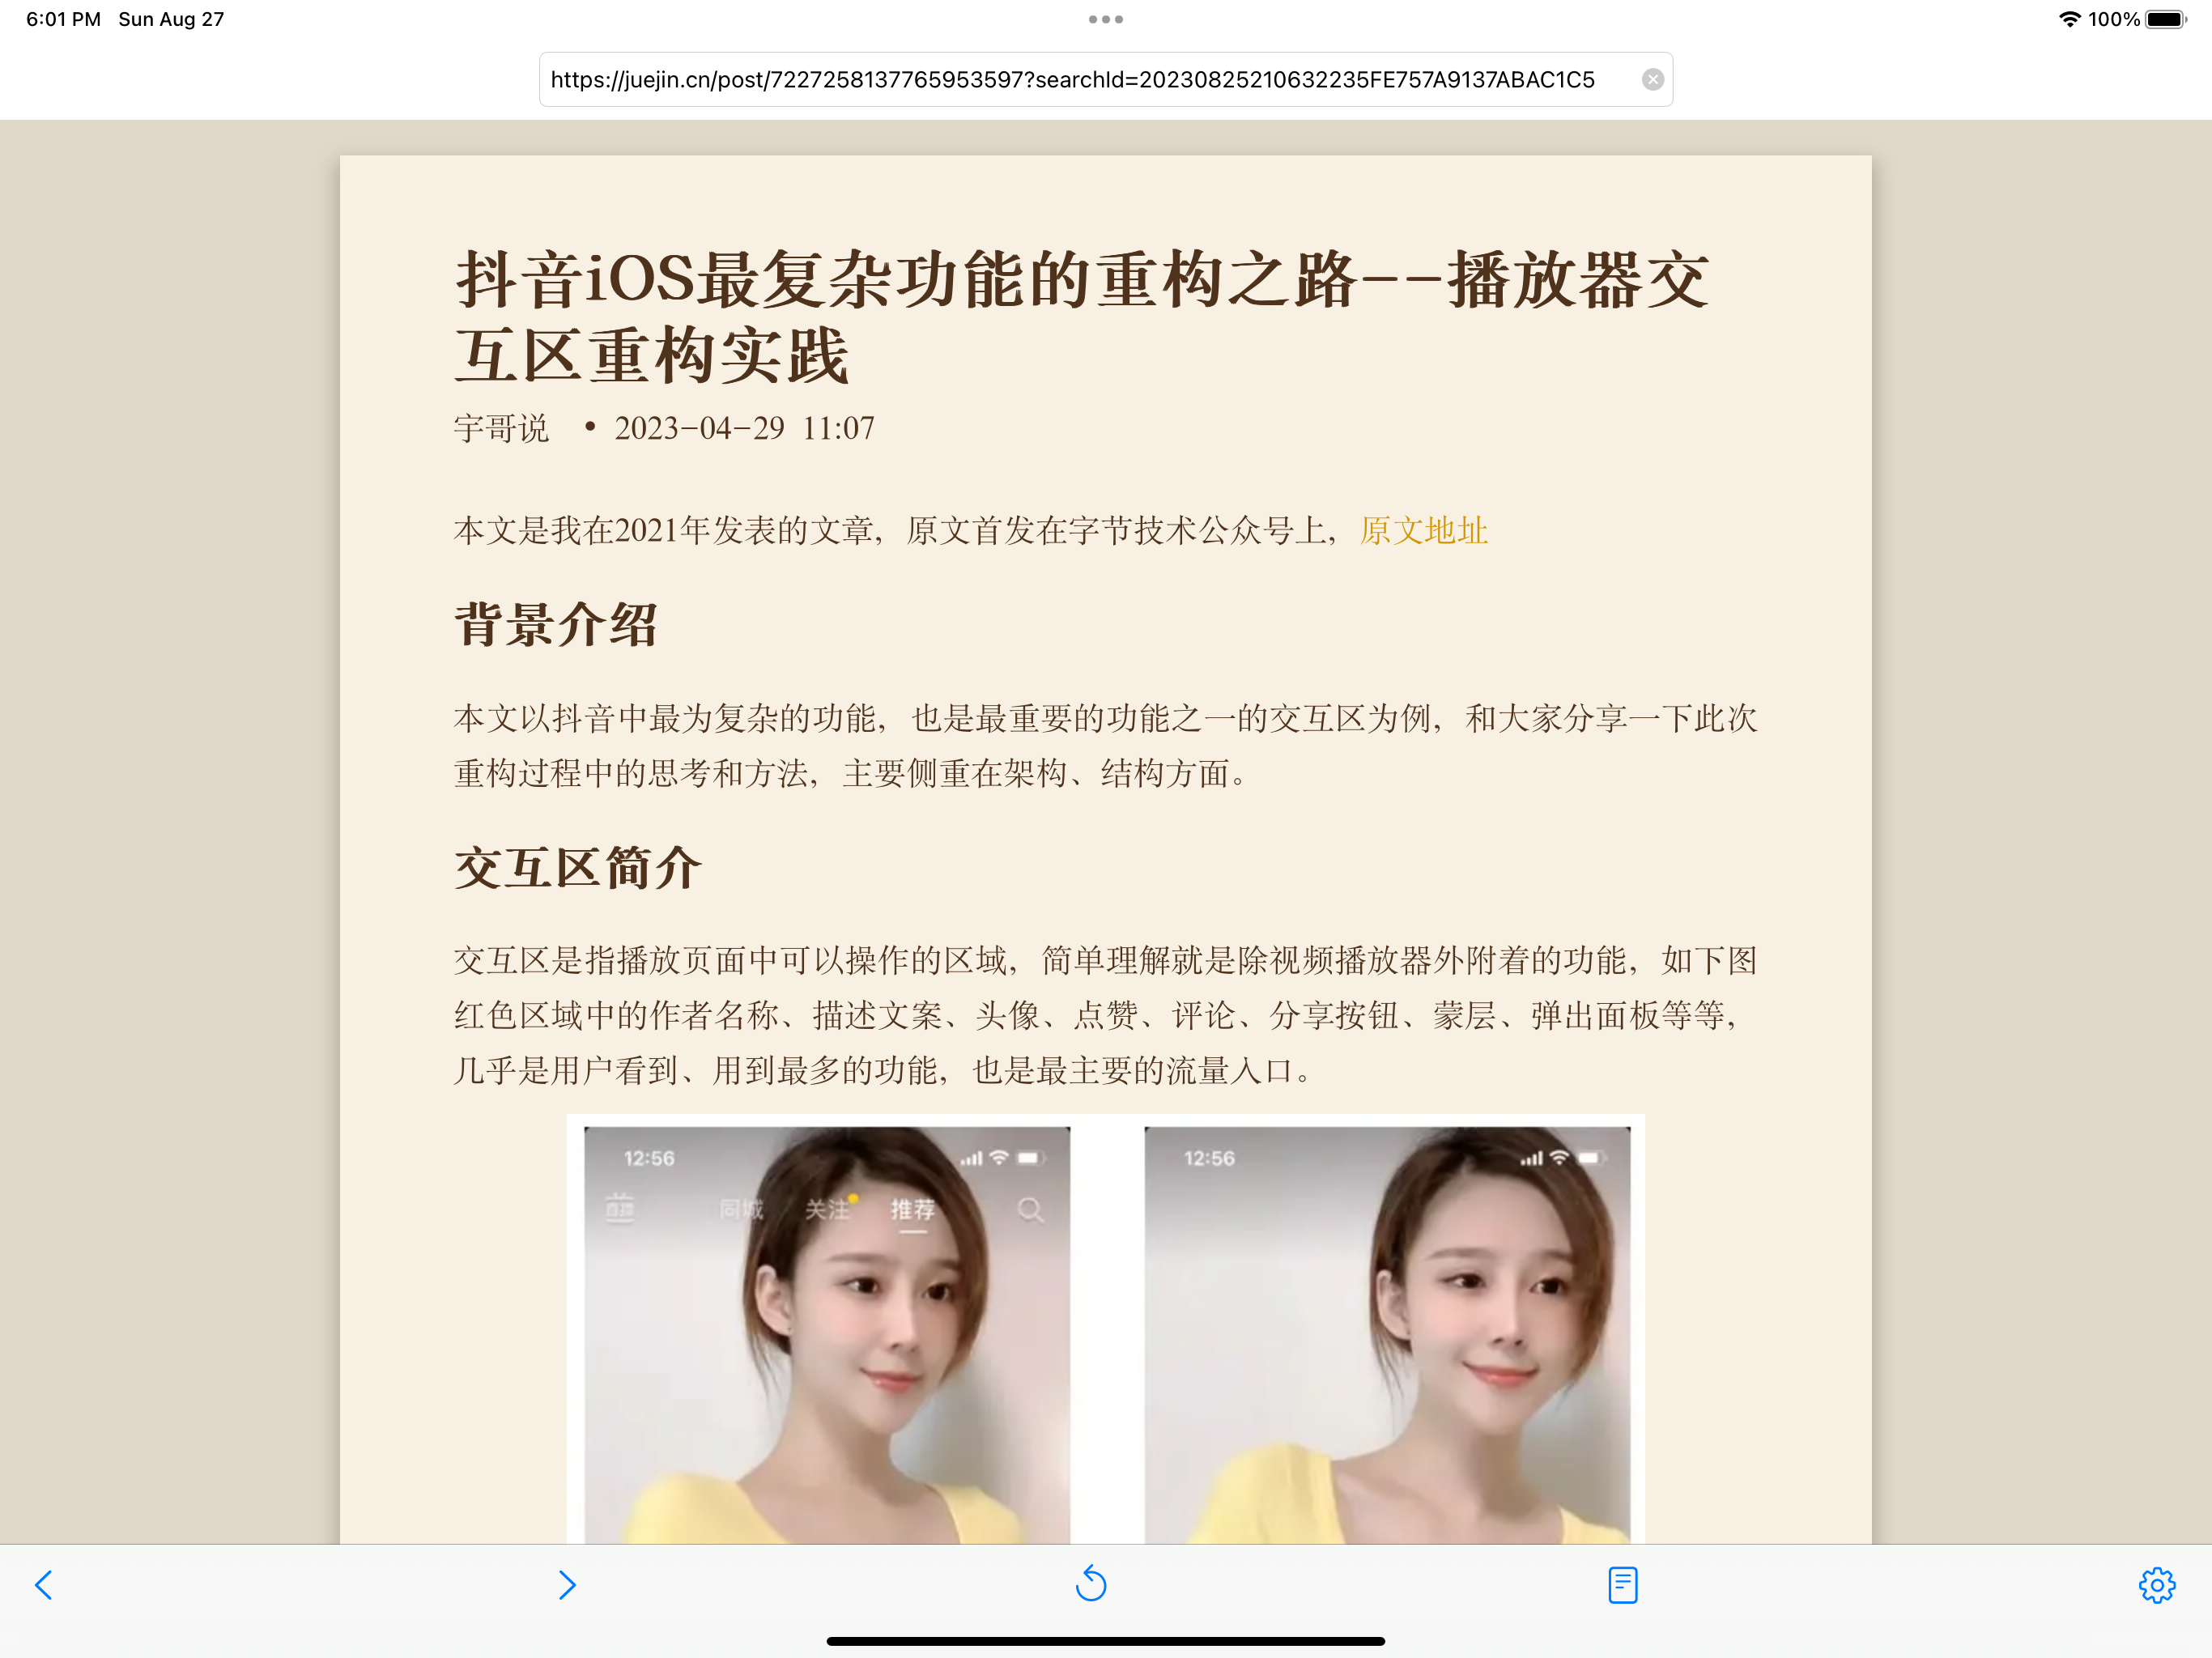 6:01 PM Sun Aug 27
100%
https://juejin.cn/post/7227258137765953597?searchId=20230825210632235FE757A9137ABAC1C5
抖音iOS最复杂功能的重构之路--播放器交
互区重构实践
宇哥说 • 2023-04-29 11:07
本文是我在2021年发表的文章，原文首发在字节技术公众号上，原文地址
背景介绍
本文以抖音中最为复杂的功能，也是最重要的功能之一的交互区为例，和大家分享一下此次
重构过程中的思考和方法，主要侧重在架构、结构方面。
交互区简介
交互区是指播放页面中可以操作的区域，简单理解就是除视频播放器外附着的功能，如下图
红色区域中的作者名称、描述文案、头像、点赞、评论、分享按钮、蒙层、弹出面板等等，
几乎是用户看到、用到最多的功能，也是最主要的流量入口。
12:56
直播 同城 关注 推荐
12:56